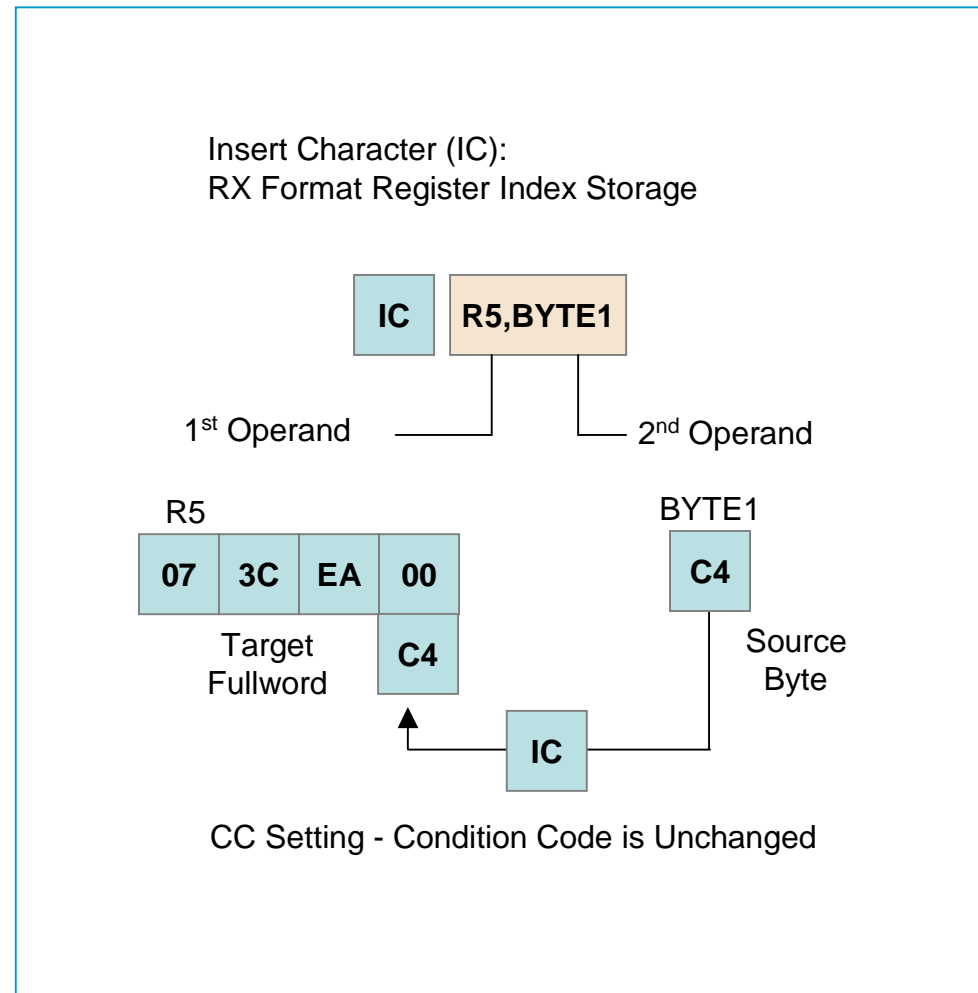 Insert Character (IC):
RX Format Register Index Storage
IC R5,BYTE1
1st Operand 2nd Operand
R5 BYTE1
07 3C EA 00 C4
C4
Target
Fullword
Source
Byte
IC
CC Setting - Condition Code is Unchanged